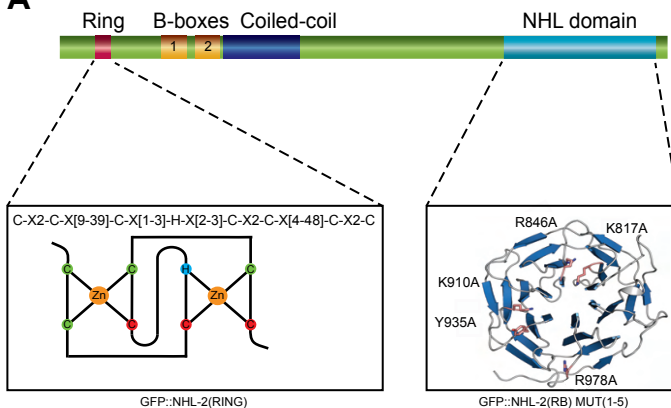 A
Ring B-boxes Coiled-coil NHL domain
1 2
C-X2-C-X[9-39]-C-X[1-3]-H-X[2-3]-C-X2-C-X[4-48]-C-X2-C
C C H C
Zn Zn
C C C C
GFP::NHL-2(RING)
R846A K817A
K910A
Y935A
R978A
GFP::NHL-2(RB) MUT(1-5)